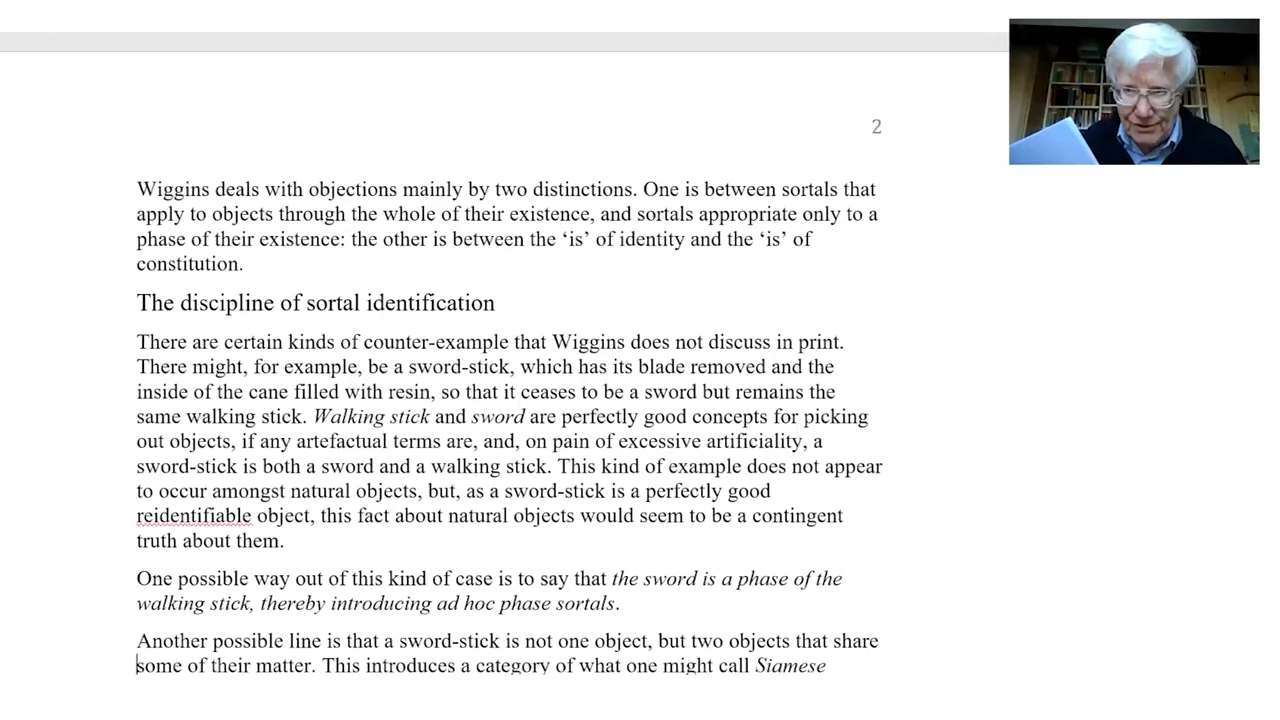 2
Wiggins deals with objections mainly by two distinctions. One is between sortals that
apply to objects through the whole of their existence, and sortals appropriate only to a
phase of their existence: the other is between the ‘is’ of identity and the ‘is’ of
constitution.
The discipline of sortal identification
There are certain kinds of counter-example that Wiggins does not discuss in print.
There might, for example, be a sword-stick, which has its blade removed and the
inside of the cane filled with resin, so that it ceases to be a sword but remains the
same walking stick. Walking stick and sword are perfectly good concepts for picking
out objects, if any artefactual terms are, and, on pain of excessive artificiality, a
sword-stick is both a sword and a walking stick. This kind of example does not appear
to occur amongst natural objects, but, as a sword-stick is a perfectly good
reidentifiable object, this fact about natural objects would seem to be a contingent
truth about them.
One possible way out of this kind of case is to say that the sword is a phase of the
walking stick, thereby introducing ad hoc phase sortals.
Another possible line is that a sword-stick is not one object, but two objects that share
some of their matter. This introduces a category of what one might call Siamese